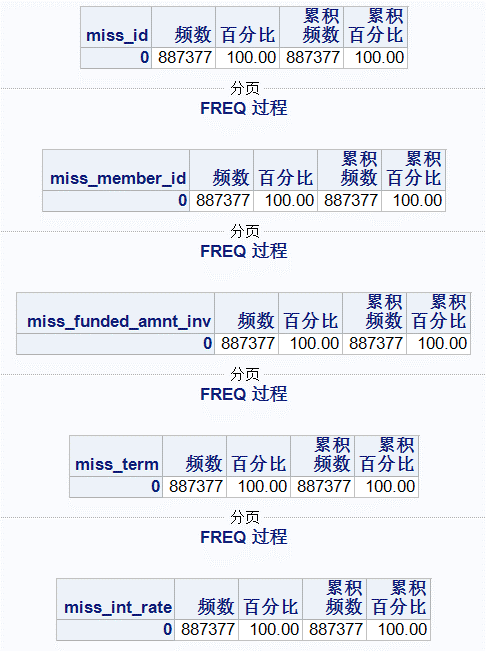 累积 累积
miss_id 频数 百分比 频数 百分比
0 887377 100.00 887377 100.00
分页
FREQ 过程
累积 累积
miss_member_id 频数 百分比 频数 百分比
0 887377 100.00 887377 100.00
分页
FREQ 过程
累积 累积
miss_funded_amnt_inv 频数 百分比 频数 百分比
0 887377 100.00 887377 100.00
分页
FREQ 过程
累积 累积
miss_term 频数 百分比 频数 百分比
0 887377 100.00 887377 100.00
分页
FREQ 过程
累积 累积
miss_int_rate 频数 百分比 频数 百分比
0 887377 100.00 887377 100.00